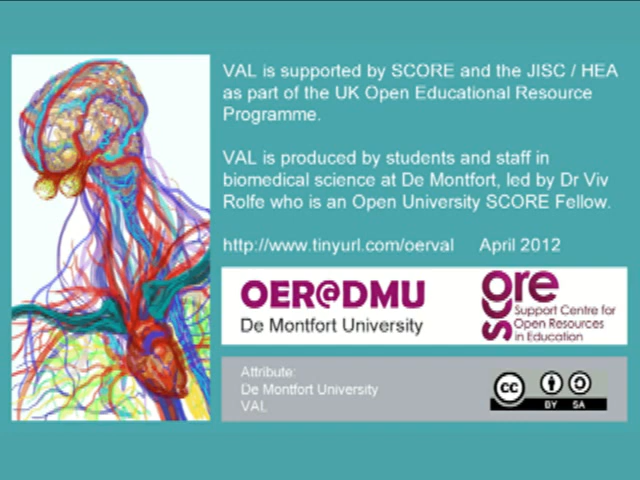 VAL is supported by SCORE and the JISC / HEA
as part of the UK Open Educational Resource
Programme.
VAL is produced by students and staff in
biomedical science at De Montfort, led by Dr Viv
Rolfe who is an Open University SCORE Fellow.
http://www.tinyurl.com/oerval April 2012
OER@DMU
De Montfort University
score
Support Centre for
Open Resources
in Education
Attribute:
De Montfort University
VAL
cc
BY SA